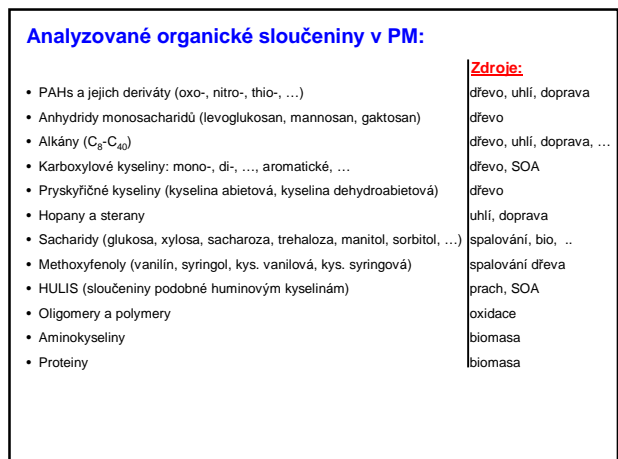 Analyzované organické sloučeniny v PM:
Zdroje:
• PAHs a jejich deriváty (oxo-, nitro-, thio-, …) dřevo, uhlí, doprava
• Anhydridy monosacharidů (levoglukosan, mannosan, gaktosan) dřevo
• Alkány (C8-C40) dřevo, uhlí, doprava, …
• Karboxylové kyseliny: mono-, di-, …, aromatické, … dřevo, SOA
• Pryskyřičné kyseliny (kyselina abietová, kyselina dehydroabietová) dřevo
• Hopany a sterany uhlí, doprava
• Sacharidy (glukosa, xylosa, sacharoza, trehaloza, manitol, sorbitol, …) spalování, bio, ..
• Methoxyfenoly (vanilín, syringol, kys. vanilová, kys. syringová) spalování dřeva
• HULIS (sloučeniny podobné huminovým kyselinám) prach, SOA
• Oligomery a polymery oxidace
• Aminokyseliny biomasa
• Proteiny biomasa